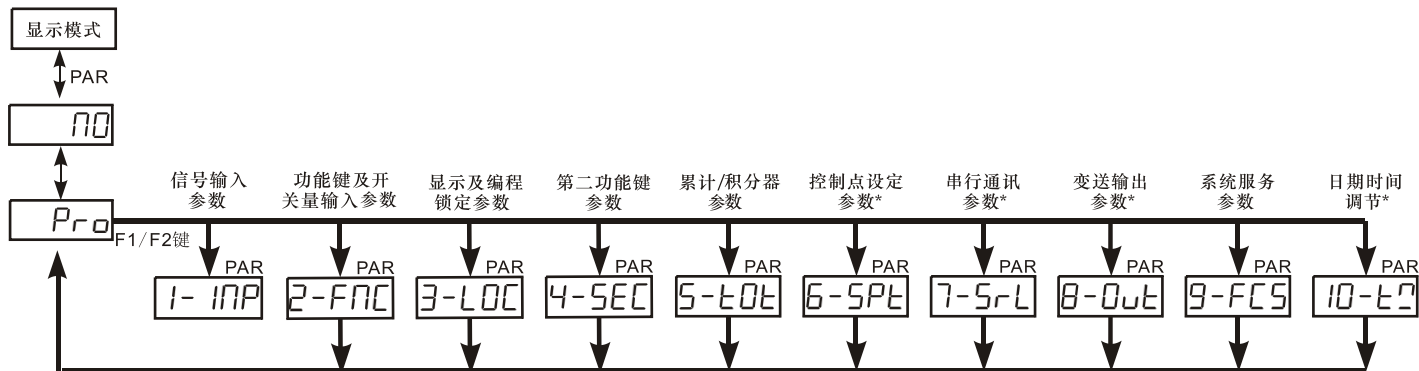 显示模式
PAR
NO
Pro
F1/F2键
信号输入
参数
功能键及开
关量输入参数
显示及编程
锁定参数
第二功能键
参数
累计/积分器
参数
控制点设定
参数*
串行通讯
参数*
变送输出
参数*
系统服务
参数
日期时间
调节*
PAR
PAR
PAR
PAR
PAR
PAR
PAR
PAR
PAR
PAR
1-INP
2-FNC
3-LOC
4-SEC
5-tOt
6-SPt
7-SrL
8-Out
9-FCS